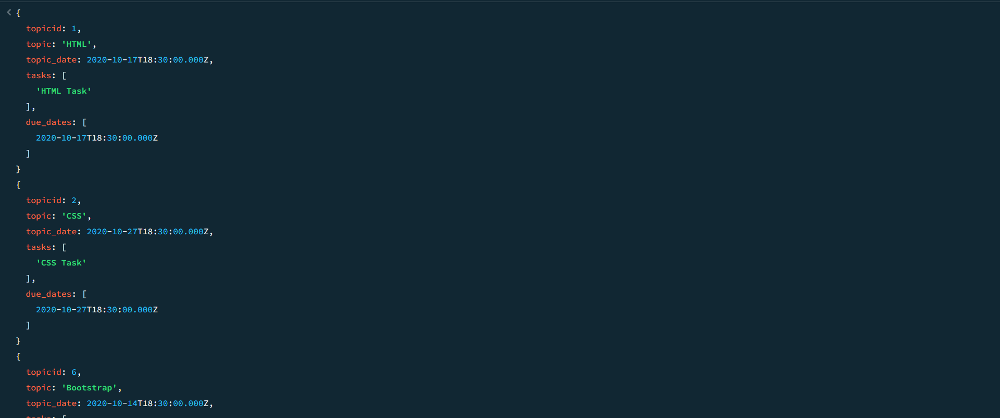 {
topicid: 1,
topic: 'HTML',
topic_date: 2020-10-17T18:30:00.000Z,
tasks: [
'HTML Task'
],
due_dates: [
2020-10-17T18:30:00.000Z
]
}
{
topicid: 2,
topic: 'CSS',
topic_date: 2020-10-27T18:30:00.000Z,
tasks: [
'CSS Task'
],
due_dates: [
2020-10-27T18:30:00.000Z
]
}
{
topicid: 6,
topic: 'Bootstrap',
topic_date: 2020-10-14T18:30:00.000Z,